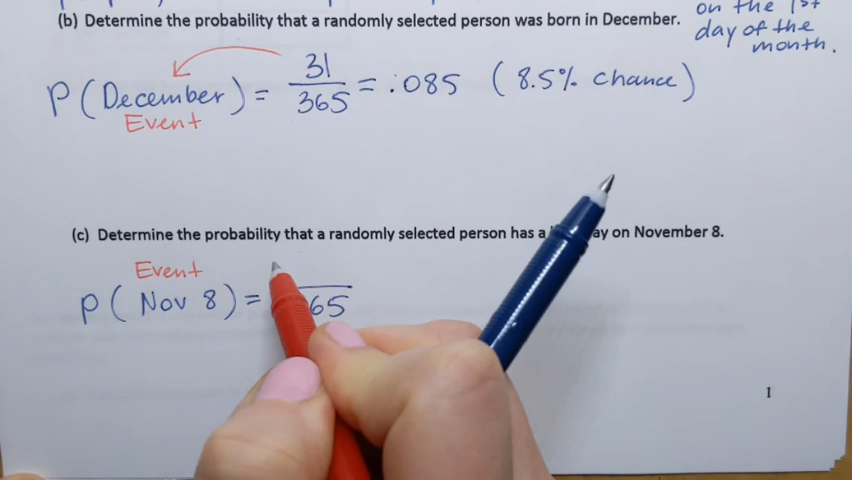 (b) Determine the probability that a randomly selected person was born in December.
on the 1st
day of the
month.
P(December) = 31/365 = .085 (8.5% chance)
Event
(c) Determine the probability that a randomly selected person has a ay on November 8.
Event
P(Nov 8) = 65
1